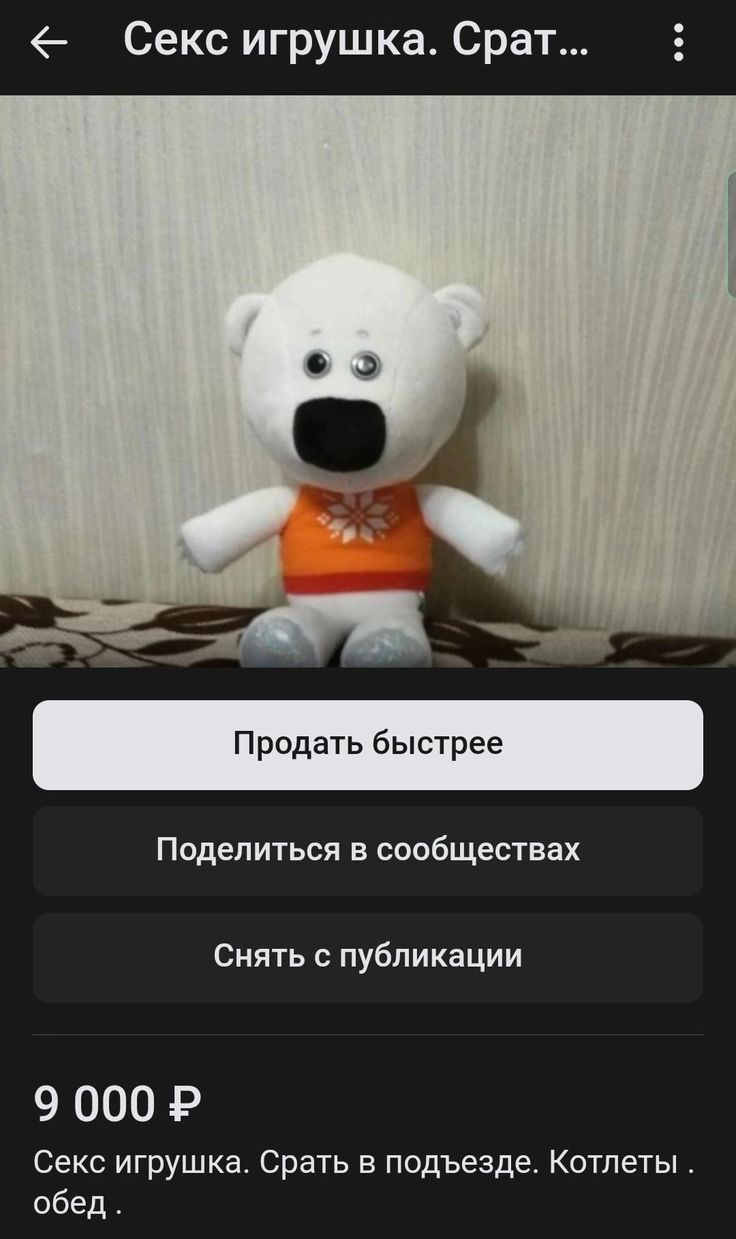 Секс игрушка. Срат...
Продать быстрее
Поделиться в сообществах
Снять с публикации
9 000 ₽
Секс игрушка. Срать в подъезде. Котлеты .
обед .